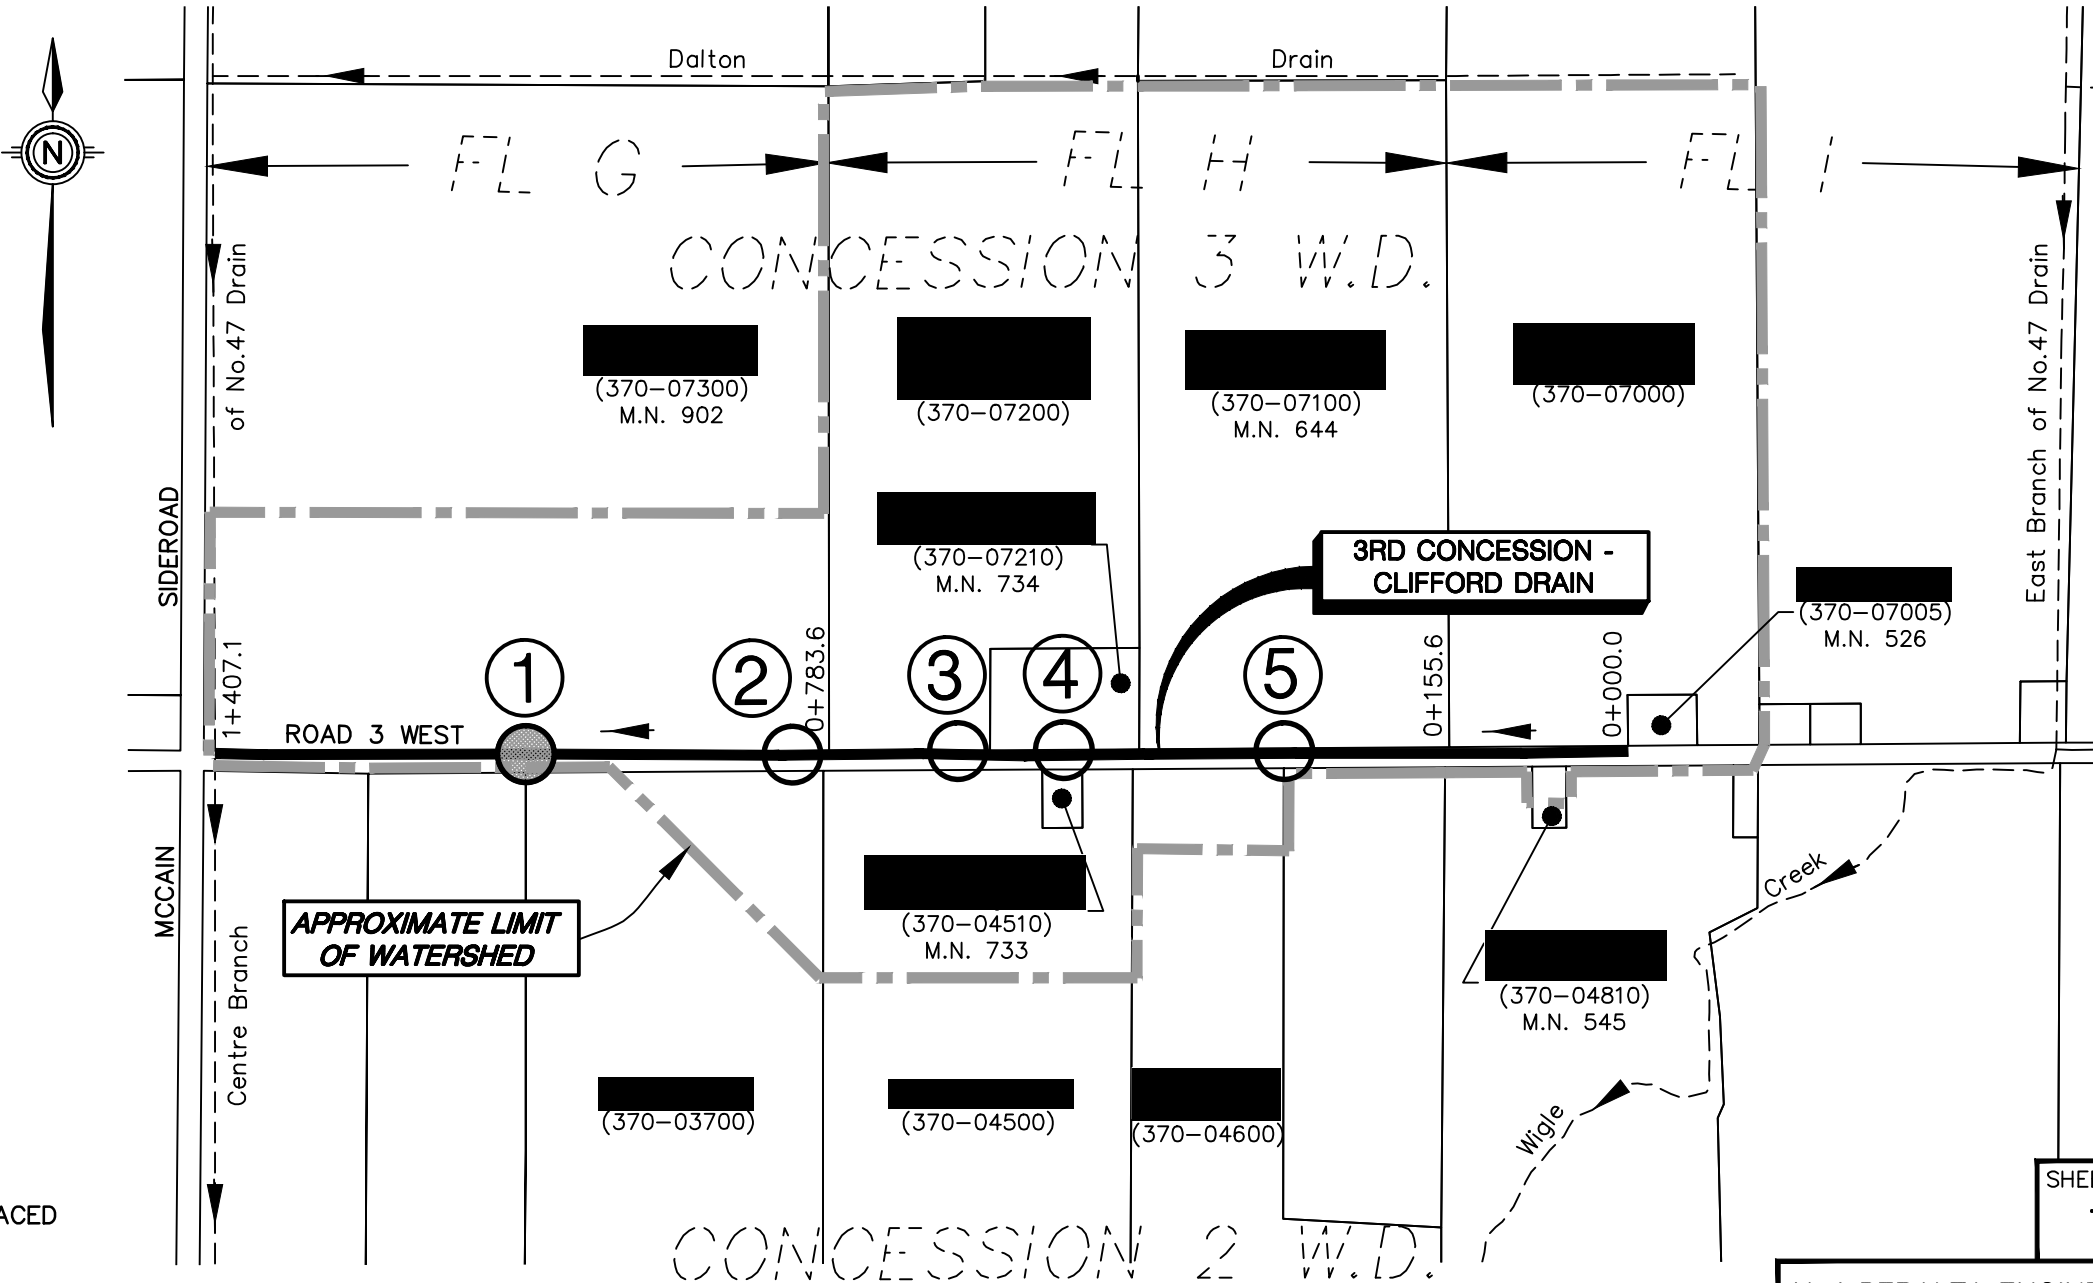 Dalton
Drain
N
FL G
FL H
FL I
CONCESSION 3 W.D.
of No.47 Drain
East Branch of No.47 Drain
(370-07300)
M.N. 902
(370-07200)
(370-07100)
M.N. 644
(370-07000)
(370-07210)
M.N. 734
3RD CONCESSION -
CLIFFORD DRAIN
(370-07005)
M.N. 526
SIDEROAD
1+407.1
1
2
0+783.6
3
4
5
0+155.6
0+000.0
ROAD 3 WEST
MCCAIN
APPROXIMATE LIMIT
OF WATERSHED
(370-04510)
M.N. 733
Creek
(370-04810)
M.N. 545
Centre Branch
(370-03700)
(370-04500)
(370-04600)
Wigle
ACED
CONCESSION 2 W.D.